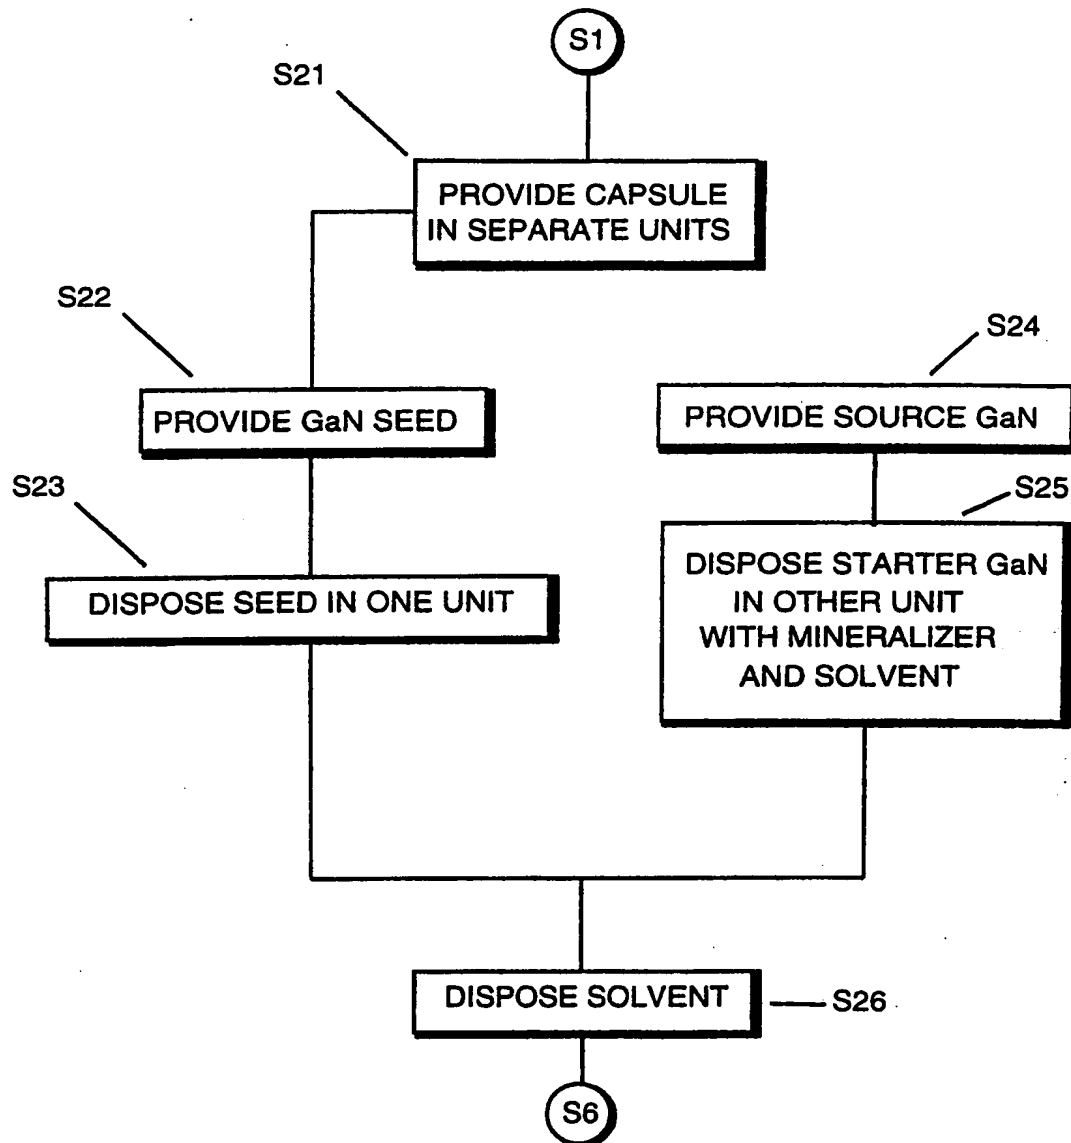 S1
S21
PROVIDE CAPSULE
IN SEPARATE UNITS
S22
S24
PROVIDE GaN SEED
PROVIDE SOURCE GaN
S23
S25
DISPOSE SEED IN ONE UNIT
DISPOSE STARTER GaN
IN OTHER UNIT
WITH MINERALIZER
AND SOLVENT
DISPOSE SOLVENT
S26
S6